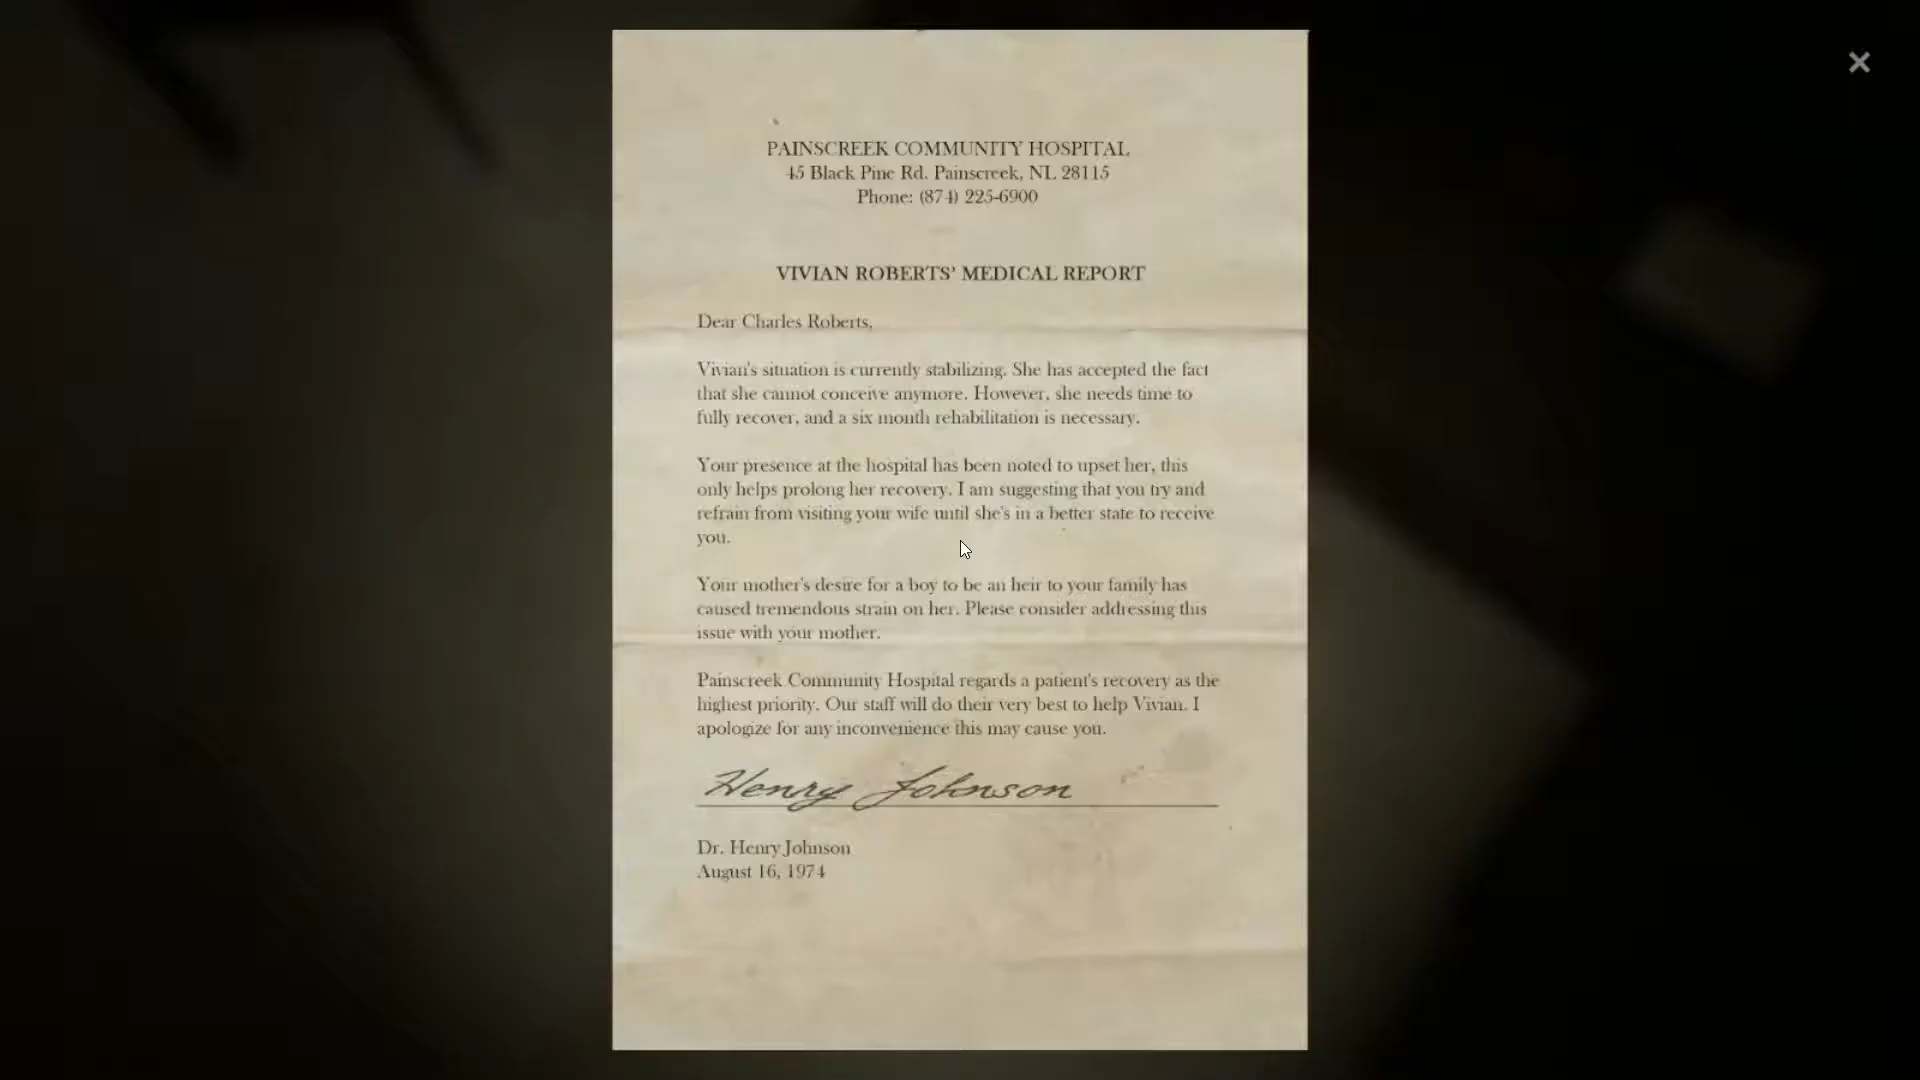 PAINSCREEK COMMUNITY HOSPITAL
45 Black Pine Rd. Painscreek, NL 28115
Phone: (874) 225-6900
VIVIAN ROBERTS' MEDICAL REPORT
Dear Charles Roberts,
Vivian's situation is currently stabilizing. She has accepted the fact
that she cannot conceive anymore. However, she needs time to
fully recover, and a six month rehabilitation is necessary.
Your presence at the hospital has been noted to upset her, this
only helps prolong her recovery. I am suggesting that you try and
refrain from visiting your wife until she's in a better state to receive
you.
Your mother's desire for a boy to be an heir to your family has
caused tremendous strain on her. Please consider addressing this
issue with your mother.
Painscreek Community Hospital regards a patient's recovery as the
highest priority. Our staff will do their very best to help Vivian. I
apologize for any inconvenience this may cause you.
Henry Johnson
Dr. Henry Johnson
August 16, 1974